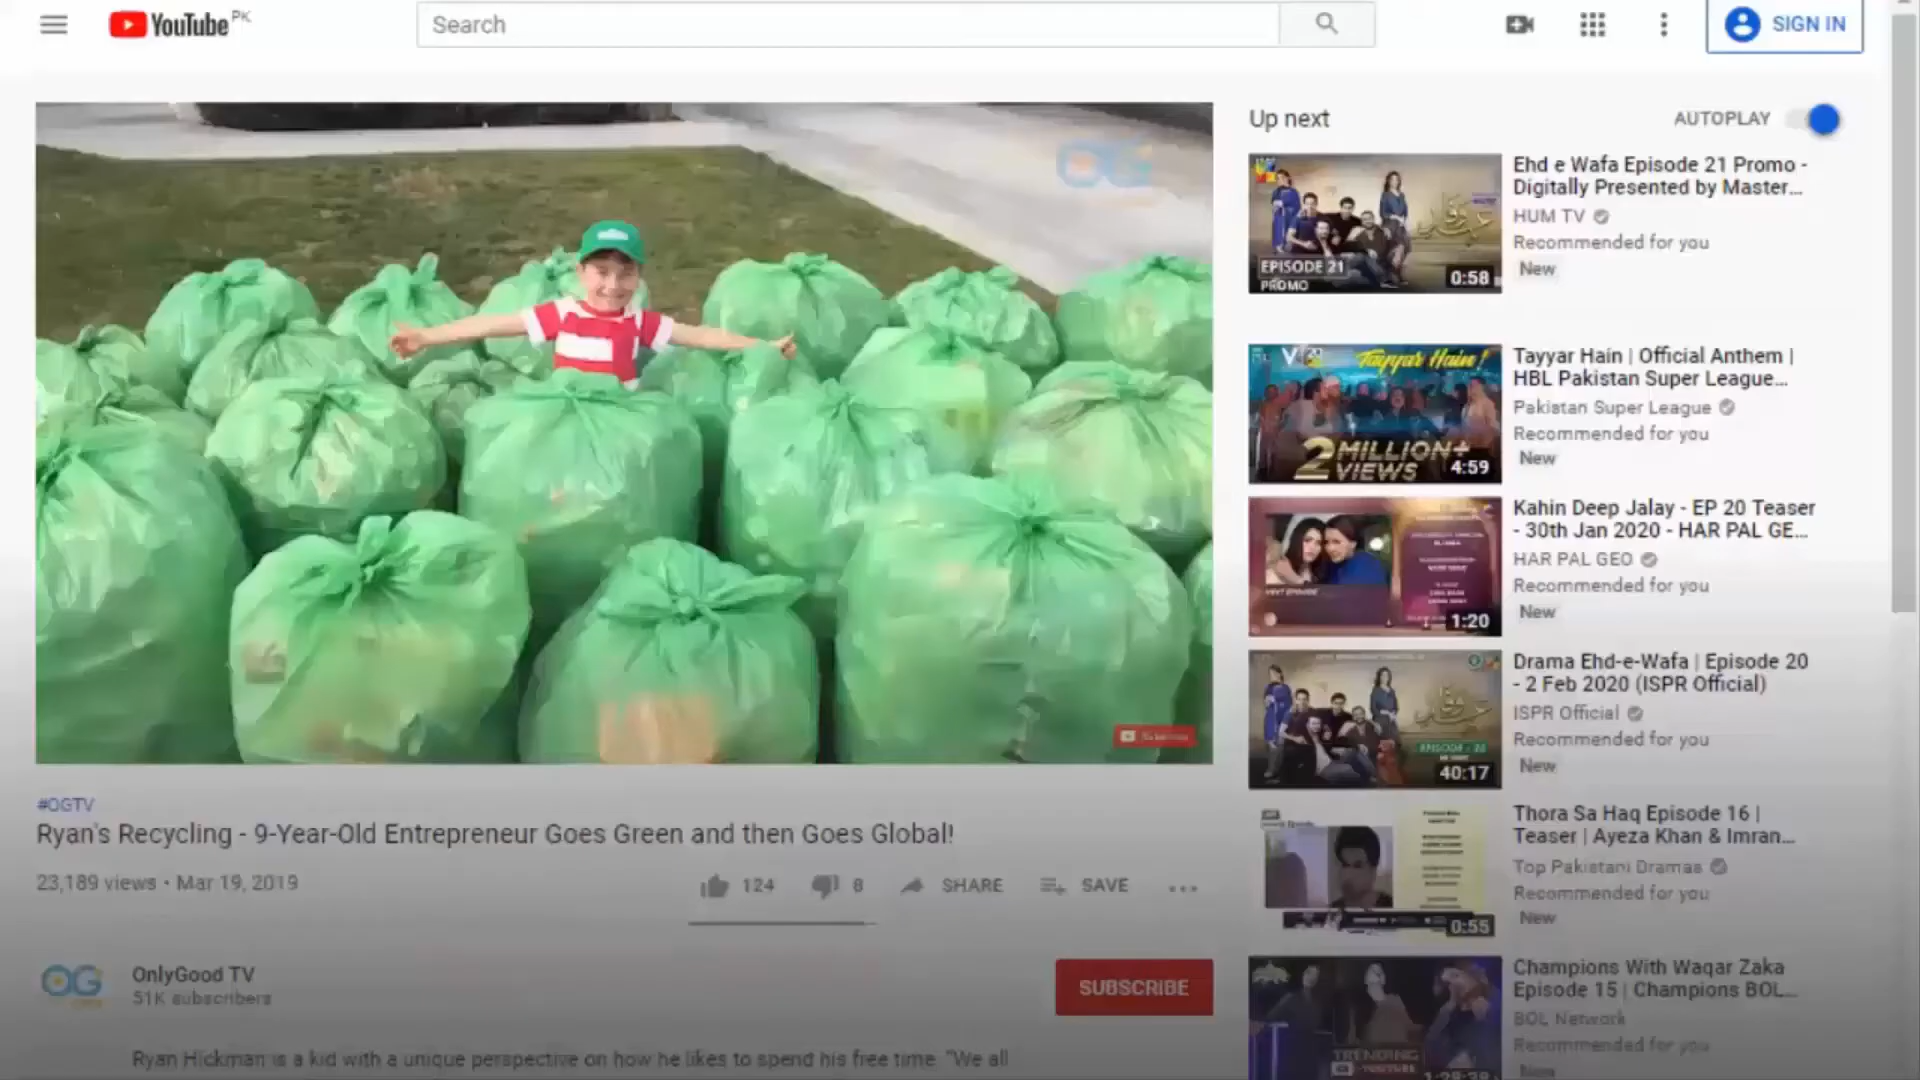 YouTube PK
Search
SIGN IN
OG
Up next
AUTOPLAY
EPISODE 21
PROMO
0:58
Ehd e Wafa Episode 21 Promo -
Digitally Presented by Master...
HUM TV
Recommended for you
New
Tayyar Hain!
2 MILLION+
VIEWS
4:59
Tayyar Hain | Official Anthem |
HBL Pakistan Super League...
Pakistan Super League
Recommended for you
New
1:20
Kahin Deep Jalay - EP 20 Teaser
- 30th Jan 2020 - HAR PAL GE...
HAR PAL GEO
Recommended for you
New
40:17
Drama Ehd-e-Wafa | Episode 20
- 2 Feb 2020 (ISPR Official)
ISPR Official
Recommended for you
New
0:55
Thora Sa Haq Episode 16 |
Teaser | Ayeza Khan & Imran...
Top Pakistani Dramas
Recommended for you
New
TRENDING
YOUTUBE
1:28:38
Champions With Waqar Zaka
Episode 15 | Champions BOL...
BOL Network
Recommended for you
New
#OGTV
Ryan's Recycling - 9-Year-Old Entrepreneur Goes Green and then Goes Global!
23,189 views • Mar 19, 2019
124
8
SHARE
SAVE
OG
OnlyGood TV
51K subscribers
SUBSCRIBE
Ryan Hickman is a kid with a unique perspective on how he likes to spend his free time. "We all